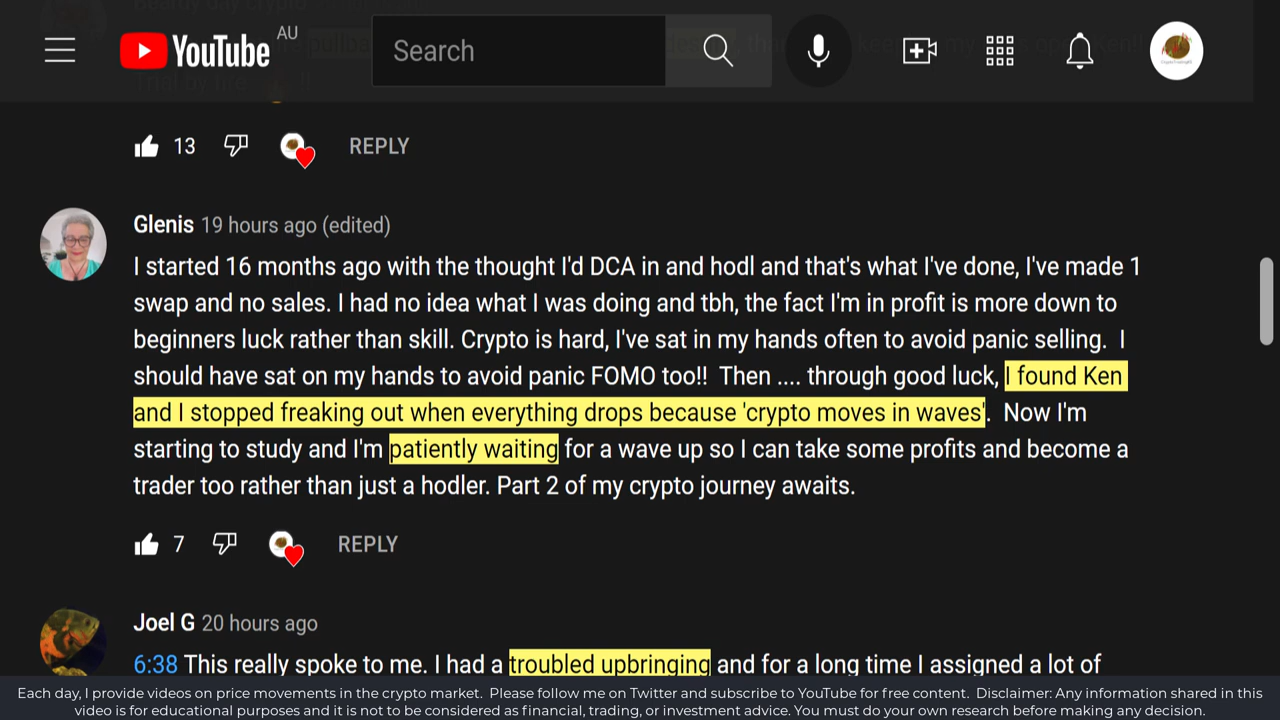 YouTube AU
Search
13 REPLY
Glenis 19 hours ago (edited)
I started 16 months ago with the thought I'd DCA in and hodl and that's what I've done, I've made 1
swap and no sales. I had no idea what I was doing and tbh, the fact I'm in profit is more down to
beginners luck rather than skill. Crypto is hard, I've sat in my hands often to avoid panic selling. I
should have sat on my hands to avoid panic FOMO too!! Then .... through good luck, I found Ken
and I stopped freaking out when everything drops because 'crypto moves in waves'. Now I'm
starting to study and I'm patiently waiting for a wave up so I can take some profits and become a
trader too rather than just a hodler. Part 2 of my crypto journey awaits.
7 REPLY
Joel G 20 hours ago
6:38 This really spoke to me. I had a troubled upbringing and for a long time I assigned a lot of
Each day, I provide videos on price movements in the crypto market. Please follow me on Twitter and subscribe to YouTube for free content. Disclaimer: Any information shared in this
video is for educational purposes and it is not to be considered as financial, trading, or investment advice. You must do your own research before making any decision.